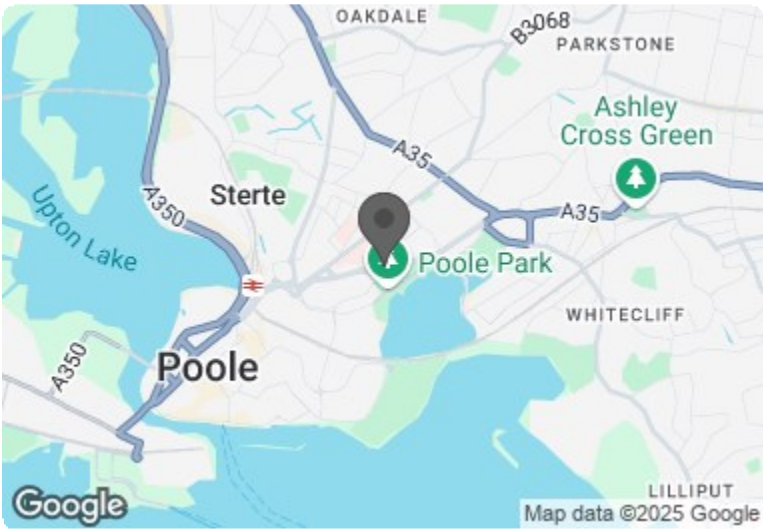 OAKDALE
B3068
PARKSTONE
Ashley
Cross Green
A35
A350
Sterte
A35
Upton Lake
Poole Park
WHITECLIFF
A350
Poole
LILLIPUT
Google
Map data ©2025 Google